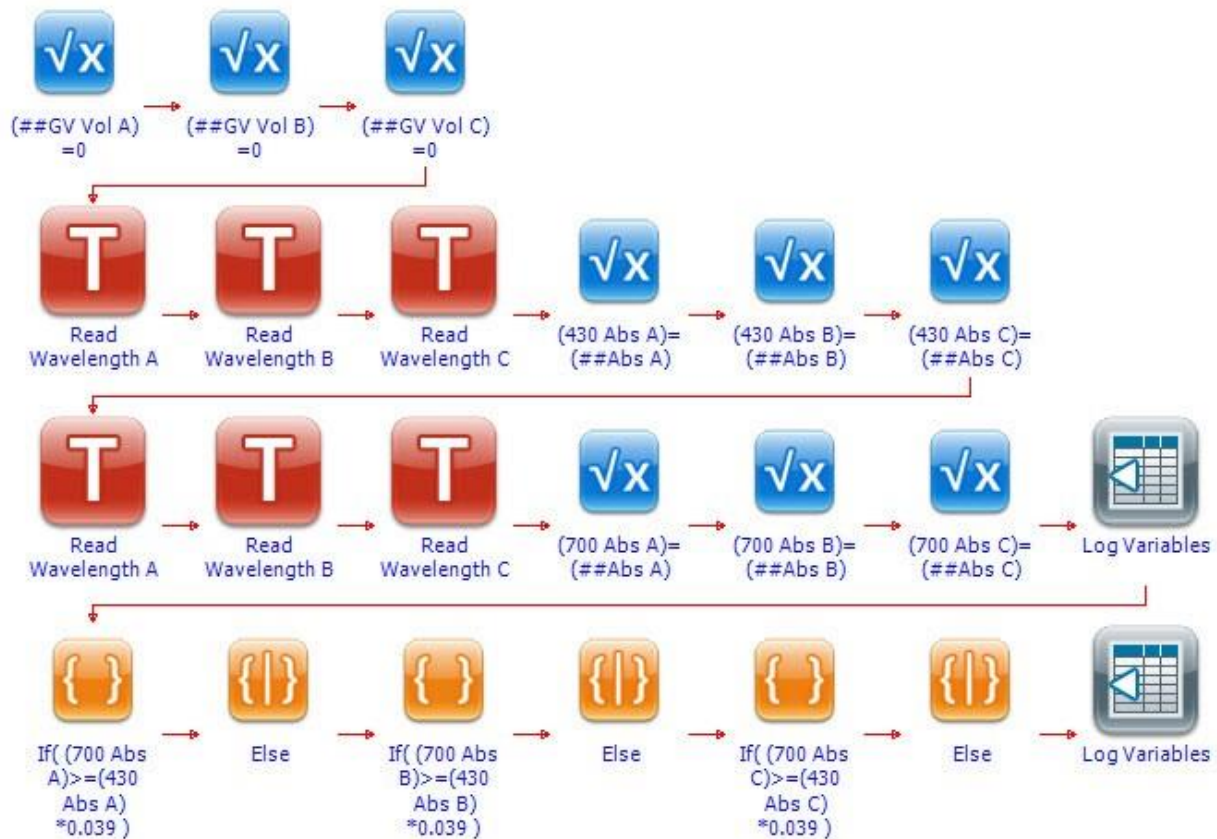 √x
√x
√x
(##GV Vol A)
=0
(##GV Vol B)
=0
(##GV Vol C)
=0
T
T
T
√x
√x
√x
Read
Wavelength A
Read
Wavelength B
Read
Wavelength C
(430 Abs A)=
(##Abs A)
(430 Abs B)=
(##Abs B)
(430 Abs C)=
(##Abs C)
T
T
T
√x
√x
√x
Read
Wavelength A
Read
Wavelength B
Read
Wavelength C
(700 Abs A)=
(##Abs A)
(700 Abs B)=
(##Abs B)
(700 Abs C)=
(##Abs C)
Log Variables
{ }
{|}
{ }
{|}
{ }
{|}
If( (700 Abs
A)>=(430
Abs A)
*0.039 )
Else
If( (700 Abs
B)>=(430
Abs B)
*0.039 )
Else
If( (700 Abs
C)>=(430
Abs C)
*0.039 )
Else
Log Variables